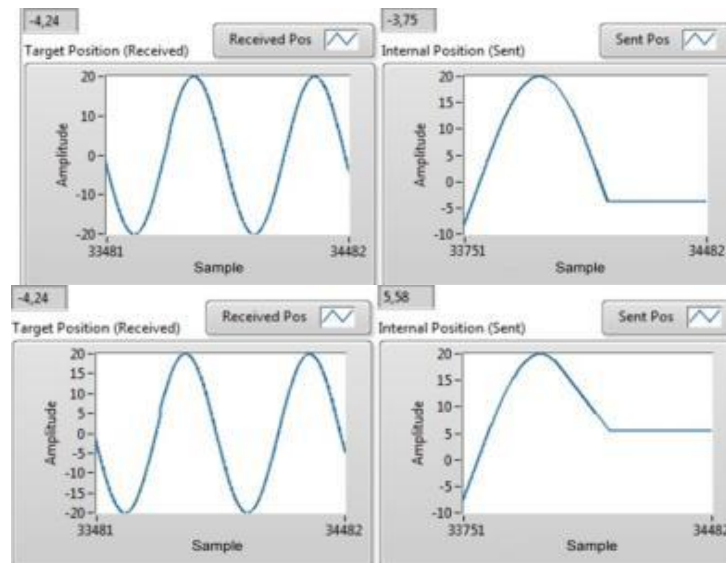 -4,24
Target Position (Received)
Received Pos
20
10
0
-10
-20
Amplitude
33481
34482
Sample
-3,75
Internal Position (Sent)
Sent Pos
20
15
10
5
0
-5
-10
Amplitude
33751
34482
Sample
-4,24
Target Position (Received)
Received Pos
20
15
10
5
0
-5
-10
-15
-20
Amplitude
33481
34482
Sample
5,58
Internal Position (Sent)
Sent Pos
20
15
10
5
0
-5
-10
Amplitude
33751
34482
Sample